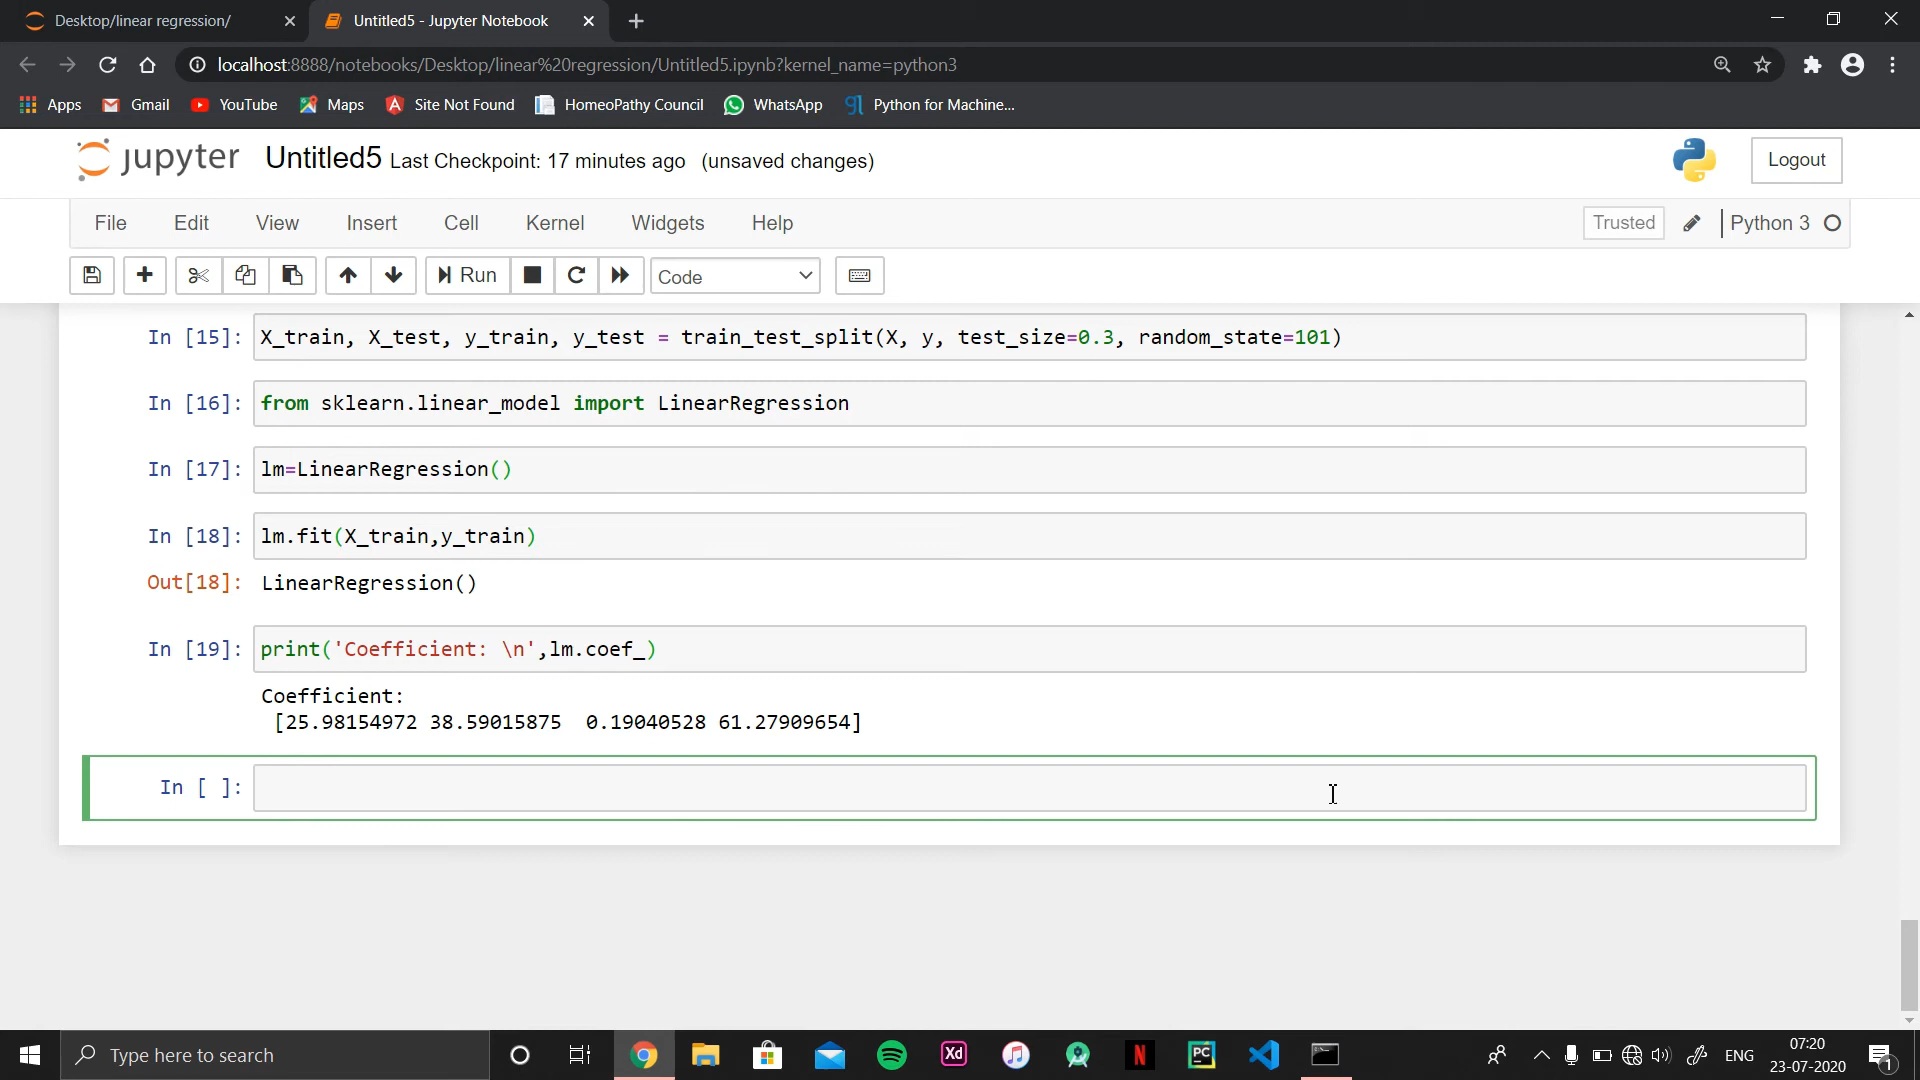 Desktop/linear regression/
Untitled5 - Jupyter Notebook
localhost:8888/notebooks/Desktop/linear%20regression/Untitled5.ipynb?kernel_name=python3
Apps Gmail YouTube Maps Site Not Found HomeoPathy Council WhatsApp Python for Machine...
jupyter Untitled5 Last Checkpoint: 17 minutes ago (unsaved changes)
Logout
File Edit View Insert Cell Kernel Widgets Help
Trusted Python 3
Run Code
In [15]: X_train, X_test, y_train, y_test = train_test_split(X, y, test_size=0.3, random_state=101)
In [16]: from sklearn.linear_model import LinearRegression
In [17]: lm=LinearRegression()
In [18]: lm.fit(X_train,y_train)
Out[18]: LinearRegression()
In [19]: print('Coefficient: \n',lm.coef_)
Coefficient:
[25.98154972 38.59015875 0.19040528 61.27909654]
In [ ]:
Type here to search
Xd
N
PC
ENG
07:20
23-07-2020
1